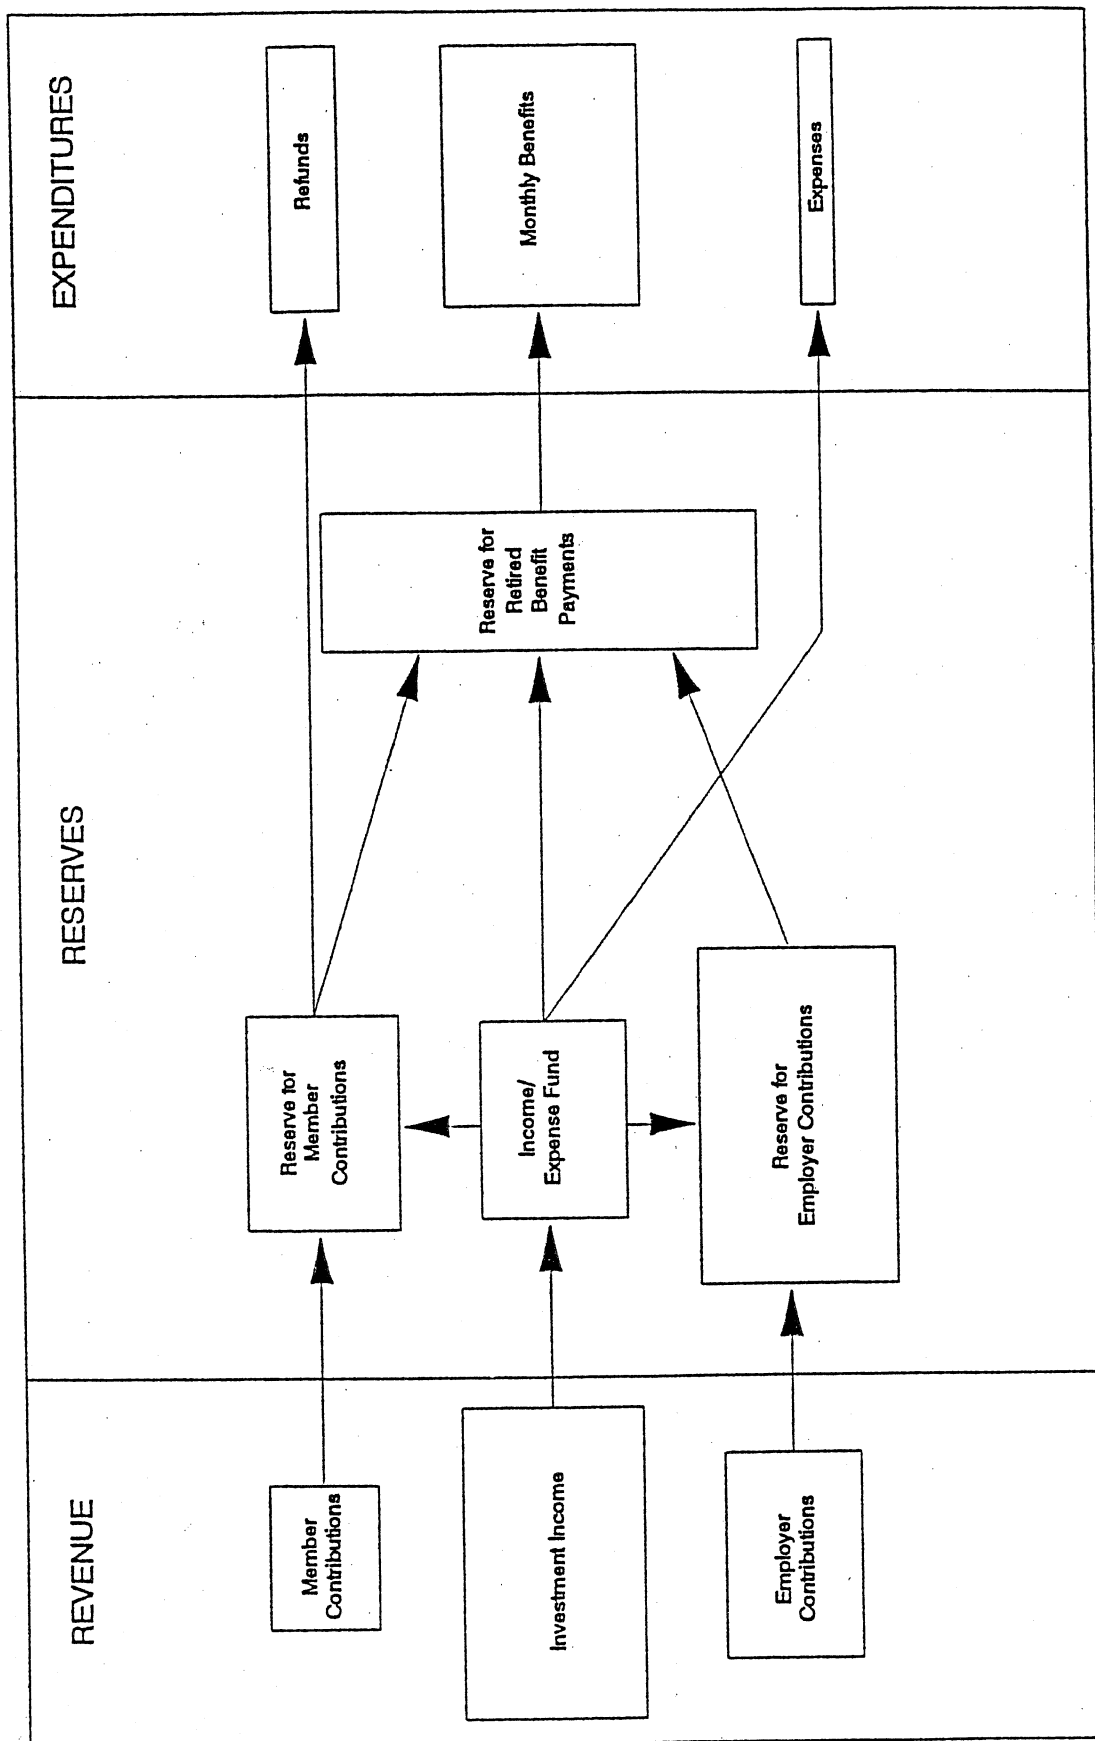 REVENUE
RESERVES
EXPENDITURES
Member
Contributions
Reserve for
Member
Contributions
Refunds
Investment Income
Income/
Expense Fund
Reserve for
Retired
Benefit
Payments
Monthly Benefits
Employer
Contributions
Reserve for
Employer Contributions
Expenses